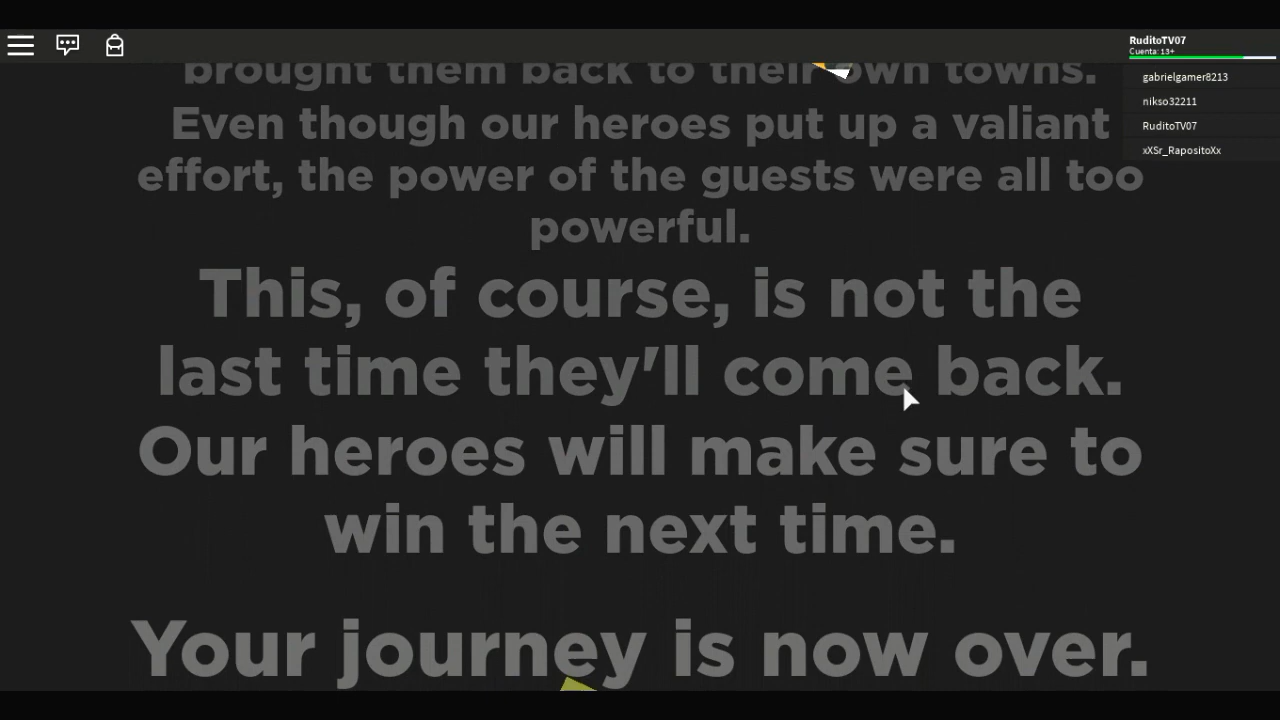 RuditoTV07
Cuenta: 13+
gabrielgamer8213
nikso32211
RuditoTV07
xXSr_RapositoXx
brought them back to their own towns.
Even though our heroes put up a valiant
effort, the power of the guests were all too
powerful.
This, of course, is not the
last time they'll come back.
Our heroes will make sure to
win the next time.
Your journey is now over.